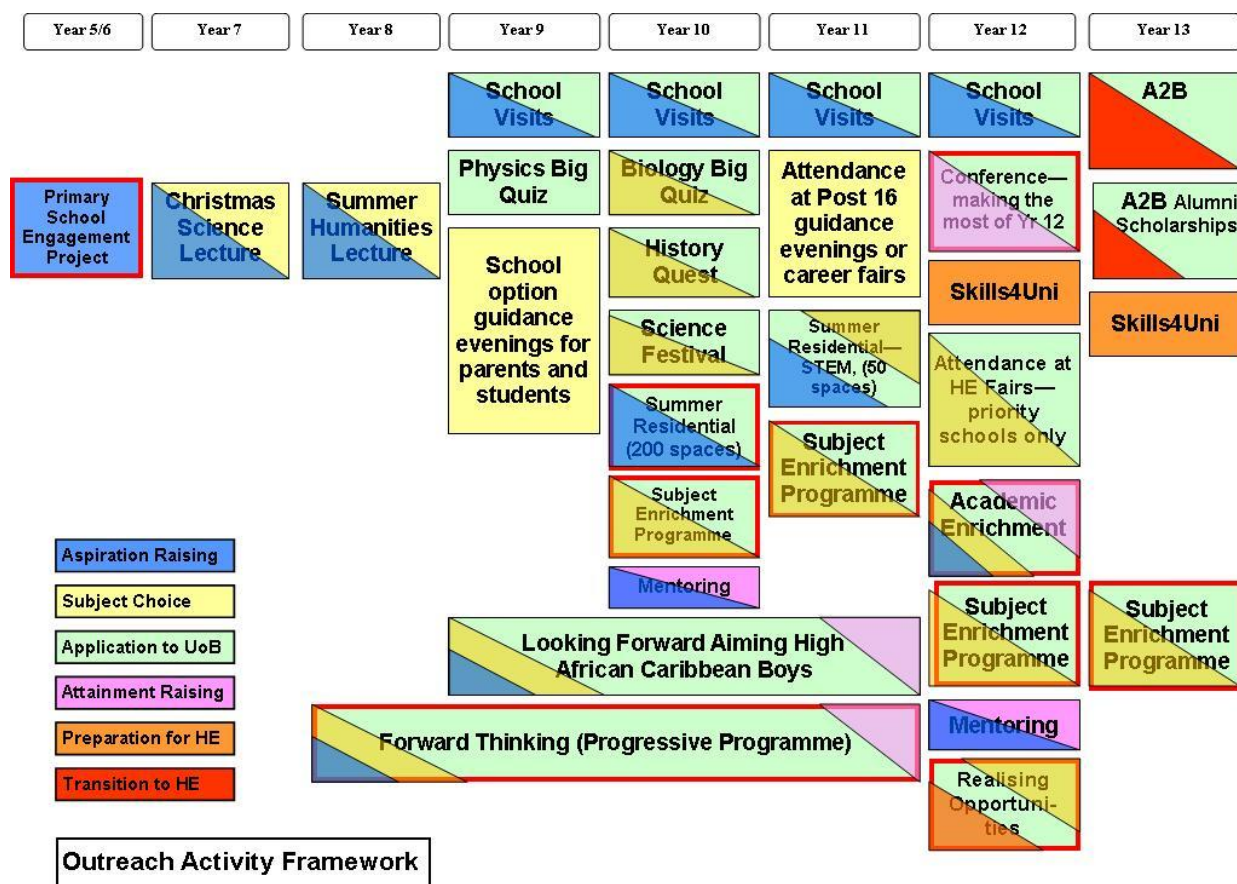 Year 5/6
Year 7
Year 8
Year 9
Year 10
Year 11
Year 12
Year 13
Primary
School
Engagement
Project
Christmas
Science
Lecture
Summer
Humanities
Lecture
School
Visits
Physics Big
Quiz
School
option
guidance
evenings for
parents and
students
School
Visits
Biology Big
Quiz
History
Quest
Science
Festival
Summer
Residential
(200 spaces)
Subject
Enrichment
Programme
Mentoring
School
Visits
Attendance
at Post 16
guidance
evenings or
career fairs
Summer
Residential—
STEM, (50
spaces)
Subject
Enrichment
Programme
School
Visits
Conference—
making the
most of Yr 12
Skills4Uni
Attendance at
HE Fairs—
priority
schools only
Academic
Enrichment
Subject
Enrichment
Programme
Mentoring
Realising
Opportuni-
ties
A2B
A2B Alumni
Scholarships
Skills4Uni
Subject
Enrichment
Programme
Looking Forward Aiming High
African Caribbean Boys
Forward Thinking (Progressive Programme)
Aspiration Raising
Subject Choice
Application to UoB
Attainment Raising
Preparation for HE
Transition to HE
Outreach Activity Framework